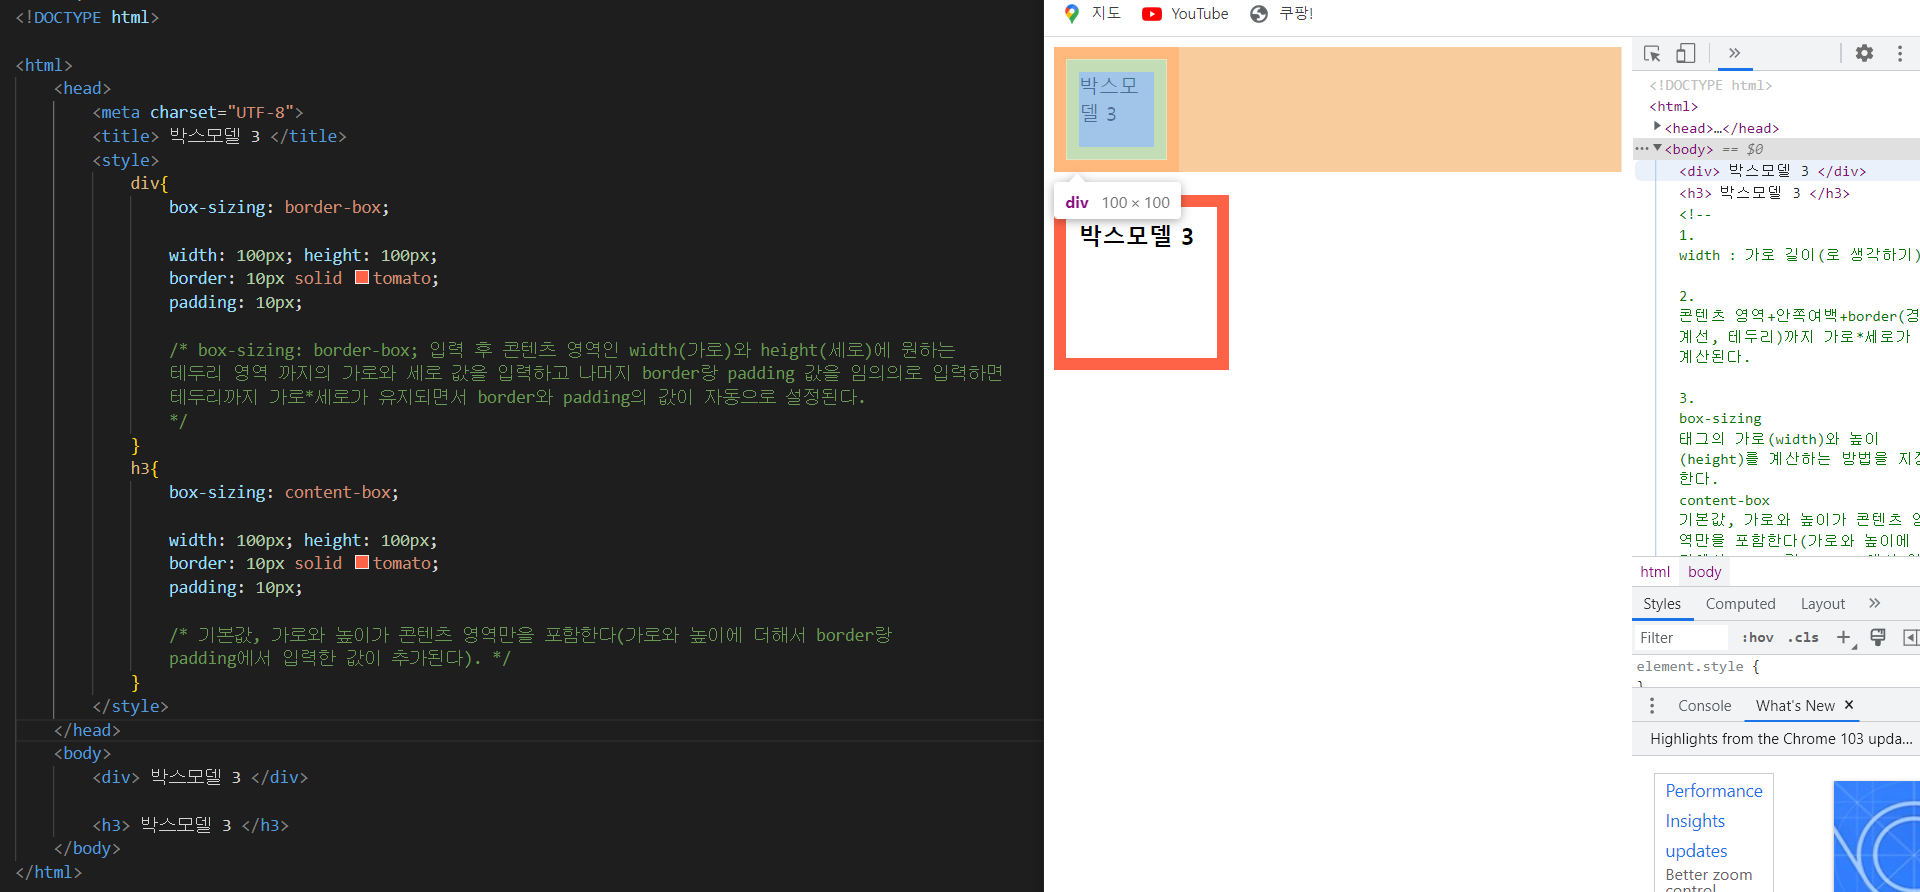 <!DOCTYPE html>
<html>
<head>
<meta charset="UTF-8">
<title> 박스모델 3 </title>
<style>
div{
box-sizing: border-box;
width: 100px; height: 100px;
border: 10px solid tomato;
padding: 10px;
/* box-sizing: border-box; 입력 후 콘텐츠 영역인 width(가로)와 height(세로)에 원하는
테두리 영역 까지의 가로와 세로 값을 입력하고 나머지 border랑 padding 값을 임의의로 입력하면
테두리까지 가로*세로가 유지되면서 border와 padding의 값이 자동으로 설정된다.
*/
}
h3{
box-sizing: content-box;
width: 100px; height: 100px;
border: 10px solid tomato;
padding: 10px;
/* 기본값, 가로와 높이가 콘텐츠 영역만을 포함한다(가로와 높이에 더해서 border랑
padding에서 입력한 값이 추가된다). */
}
</style>
</head>
<body>
<div> 박스모델 3 </div>
<h3> 박스모델 3 </h3>
</body>
</html>
지도 YouTube 쿠팡!
박스모
델 3
div 100 × 100
박스모델 3
<!DOCTYPE html>
<html>
<head>…</head>
<body> == $0
<div> 박스모델 3 </div>
<h3> 박스모델 3 </h3>
<!--
1.
width : 가로 길이(로 생각하기)
2.
콘텐츠 영역+안쪽여백+border(경
계선, 테두리)까지 가로*세로가
계산된다.
3.
box-sizing
태그의 가로(width)와 높이
(height)를 계산하는 방법을 지정
한다.
content-box
기본값, 가로와 높이가 콘텐츠 영
역만을 포함한다(가로와 높이에
html body
Styles Computed Layout
Filter :hov .cls
element.style {
}
Console What's New
Highlights from the Chrome 103 upda...
Performance
Insights
updates
Better zoom
control